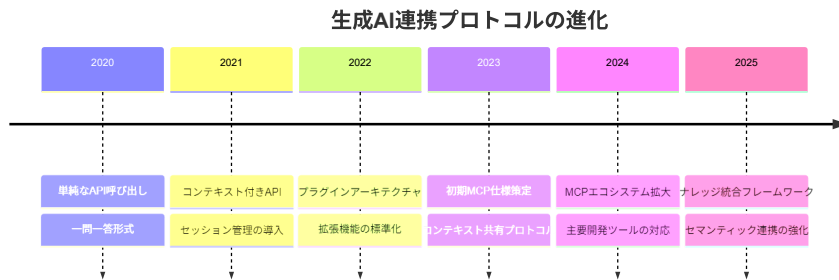 生成AI連携プロトコルの進化
2020
2021
2022
2023
2024
2025
単純なAPI呼び出し
コンテキスト付きAPI
プラグインアーキテクチャ
初期MCP仕様策定
MCPエコシステム拡大
ナレッジ統合フレームワーク
一問一答形式
セッション管理の導入
拡張機能の標準化
コンテキスト共有プロトコル
主要開発ツールの対応
セマンティック連携の強化